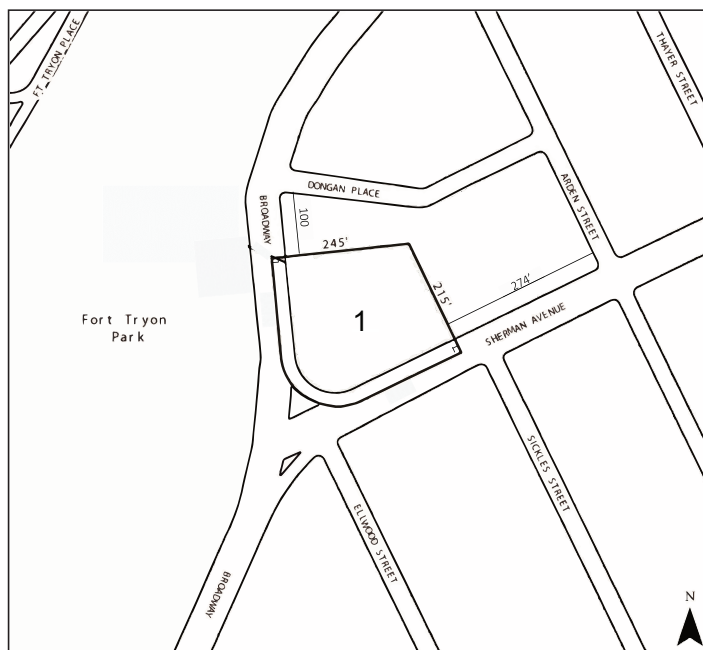 FT TRYON PLACE
THAYER STREET
DONGAN PLACE
ARDEN STREET
BROADWAY
100
245'
274'
215'
Fort Tryon
Park
1
SHERMAN AVENUE
SICKLES STREET
ELLWOOD STREET
BROADWAY
N